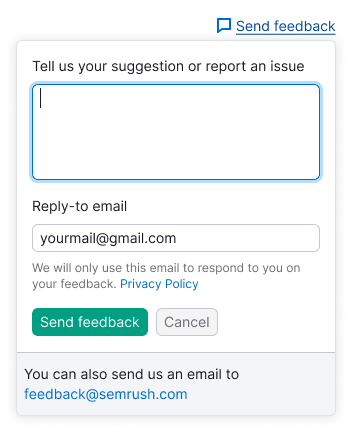 Send feedback
Tell us your suggestion or report an issue
Reply-to email
yourmail@gmail.com
We will only use this email to respond to you on
your feedback. Privacy Policy
Send feedback Cancel
You can also send us an email to
feedback@semrush.com